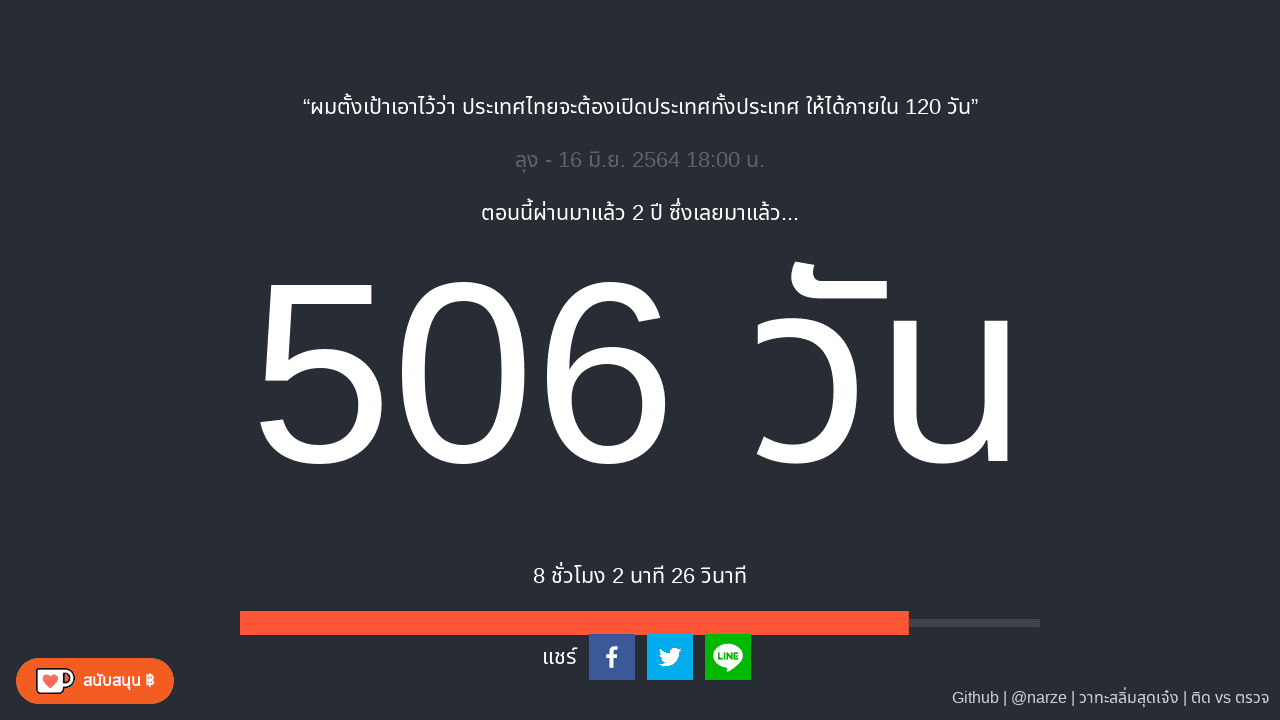 “ผมตั้งเป้าเอาไว้ว่า ประเทศไทยจะต้องเปิดประเทศทั้งประเทศ ให้ได้ภายใน 120 วัน”
ลุง - 16 มิ.ย. 2564 18:00 น.
ตอนนี้ผ่านมาแล้ว 2 ปี ซึ่งเลยมาแล้ว...
506 วัน
8 ชั่วโมง 2 นาที 26 วินาที
แชร์
LINE
สนับสนุน ฿
Github | @narze | วาทะสลิ่มสุดเจ๋ง | ติด vs ตรวจ